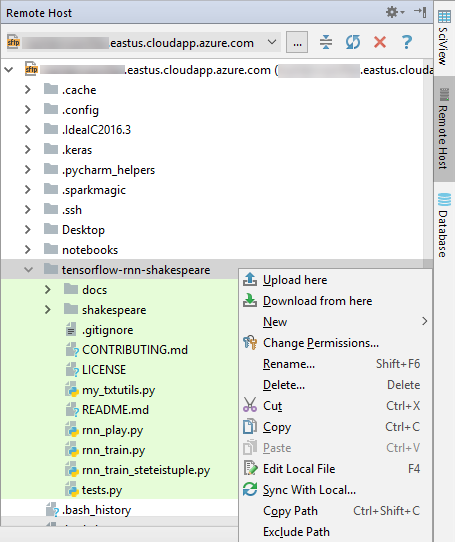 Remote Host
sftp .eastus.cloudapp.azure.com ... ?
sftp .eastus.cloudapp.azure.com ( .eastus.clouda
.cache
.config
.IdeaIC2016.3
.keras
.pycharm_helpers
.sparkmagic
.ssh
Desktop
notebooks
tensorflow-rnn-shakespeare
docs
shakespeare
.gitignore
CONTRIBUTING.md
LICENSE
my_txtutils.py
README.md
rnn_play.py
rnn_train.py
rnn_train_steteistuple.py
tests.py
.bash_history
Upload here
Download from here
New
Change Permissions...
Rename... Shift+F6
Delete... Delete
Cut Ctrl+X
Copy Ctrl+C
Paste Ctrl+V
Edit Local File F4
Sync With Local...
Copy Path Ctrl+Shift+C
Exclude Path
SciView
Remote Host
Database